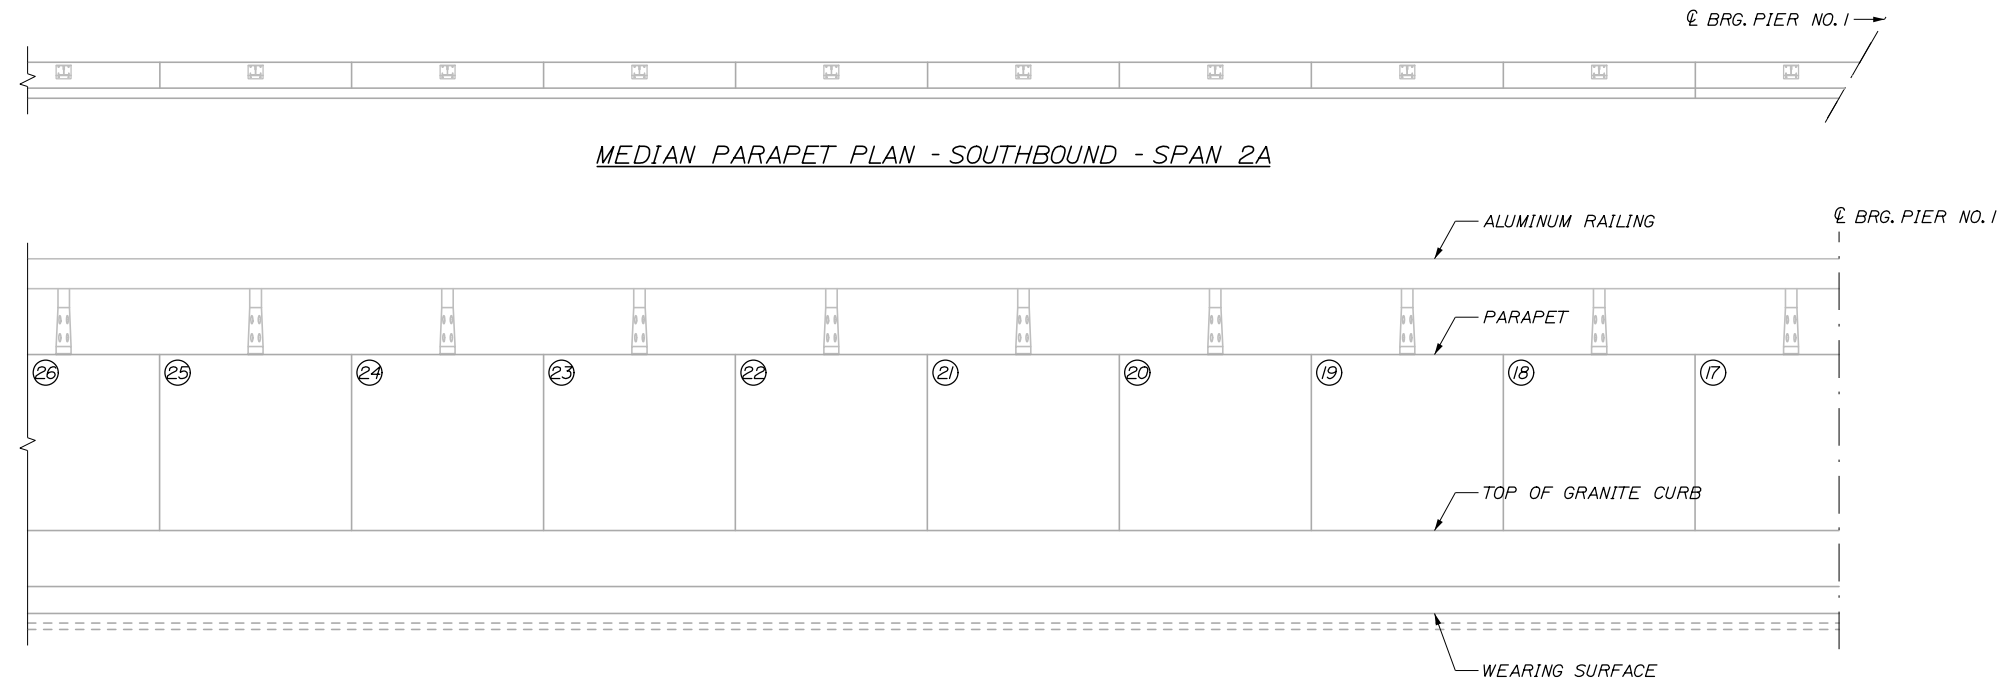 ℄ BRG. PIER NO. 1
MEDIAN PARAPET PLAN - SOUTHBOUND - SPAN 2A
℄ BRG. PIER NO. 1
ALUMINUM RAILING
PARAPET
26 25 24 23 22 21 20 19 18 17
TOP OF GRANITE CURB
WEARING SURFACE